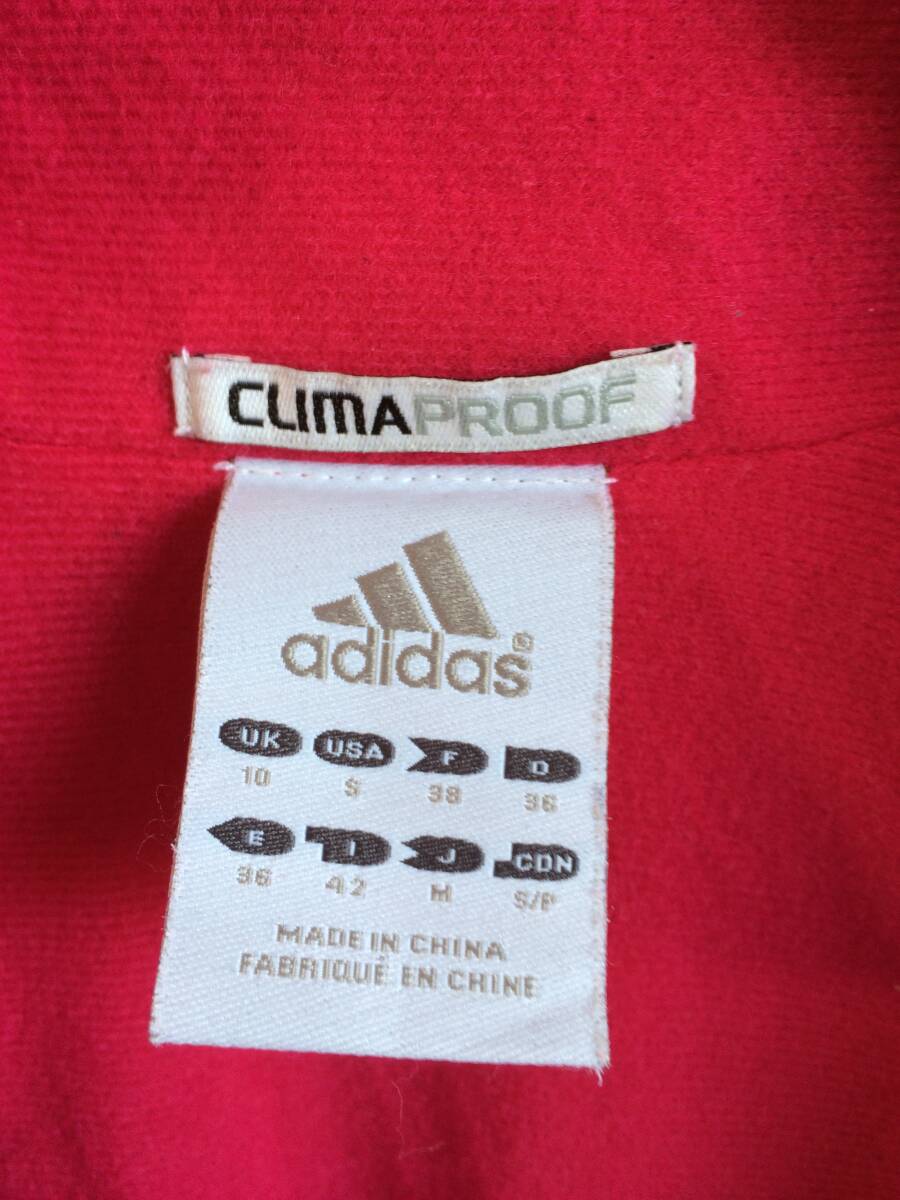 CLIMAPROOF
adidas®
UK USA F D
10 S 38 36
E I J CDN
36 42 M S/P
MADE IN CHINA
FABRIQUÉ EN CHINE